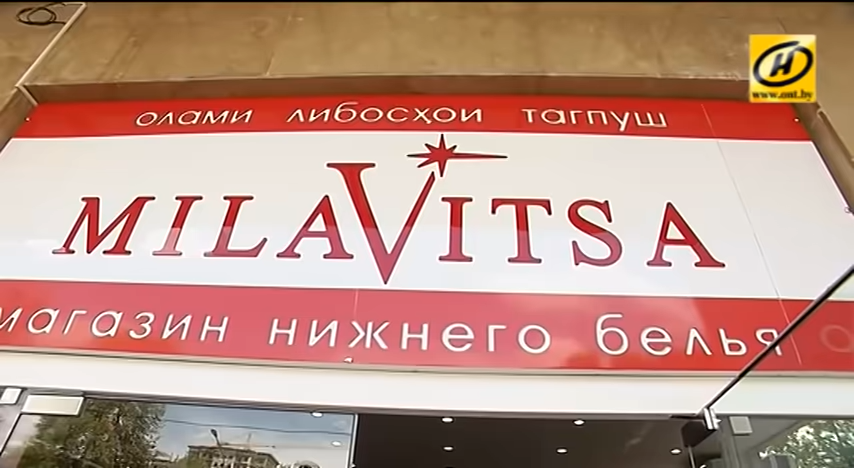 www.ont.by
олами либосҳои тагпуш
MILAVITSA
магазин нижнего белья